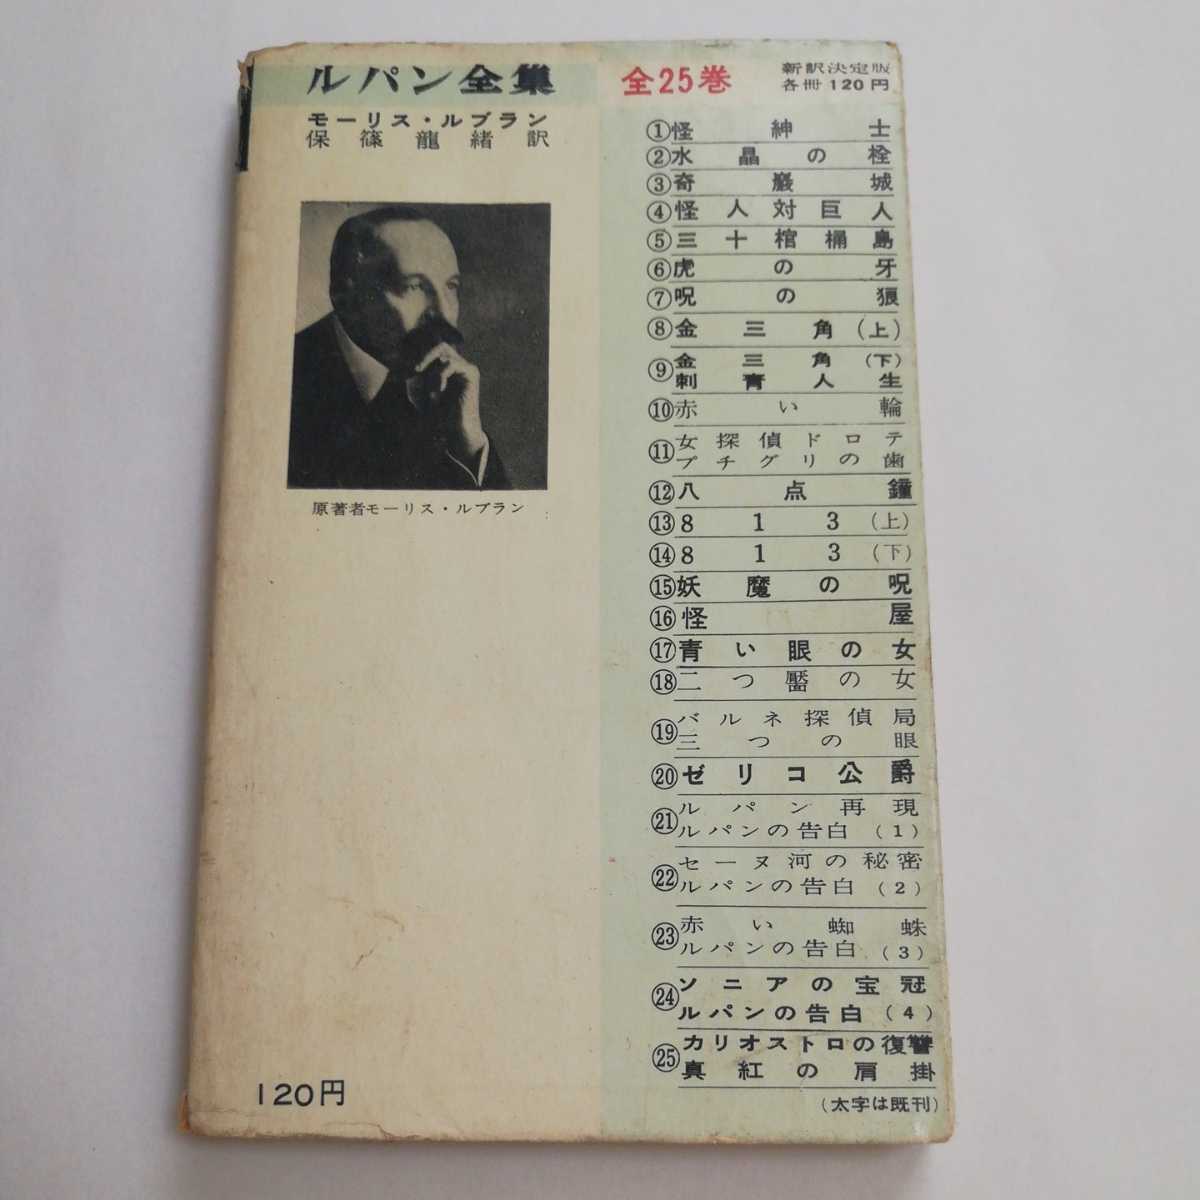 ルパン全集
モーリス・ルブラン
保篠龍緒訳
原著者モーリス・ルブラン
120円
全25巻
新訳決定版
各冊120円
①怪紳士
②水晶の栓
③奇巌城
④怪人対巨人
⑤三十棺桶島
⑥虎の牙
⑦呪の狼
⑧金三角(上)
⑨金三角(下)
刺青人生
⑩赤い輪
⑪女探偵ドロテ
プチグリの歯
⑫八点鐘
⑬813(上)
⑭813(下)
⑮妖魔の呪
⑯怪屋
⑰青い眼の女
⑱二つ靨の女
⑲バルネ探偵局
三つの眼
⑳ゼリコ公爵
㉑ルパン再現
ルパンの告白(1)
㉒セーヌ河の秘密
ルパンの告白(2)
㉓赤い蜘蛛
ルパンの告白(3)
㉔ソニアの宝冠
ルパンの告白(4)
㉕カリオストロの復讐
真紅の肩掛
(太字は既刊)